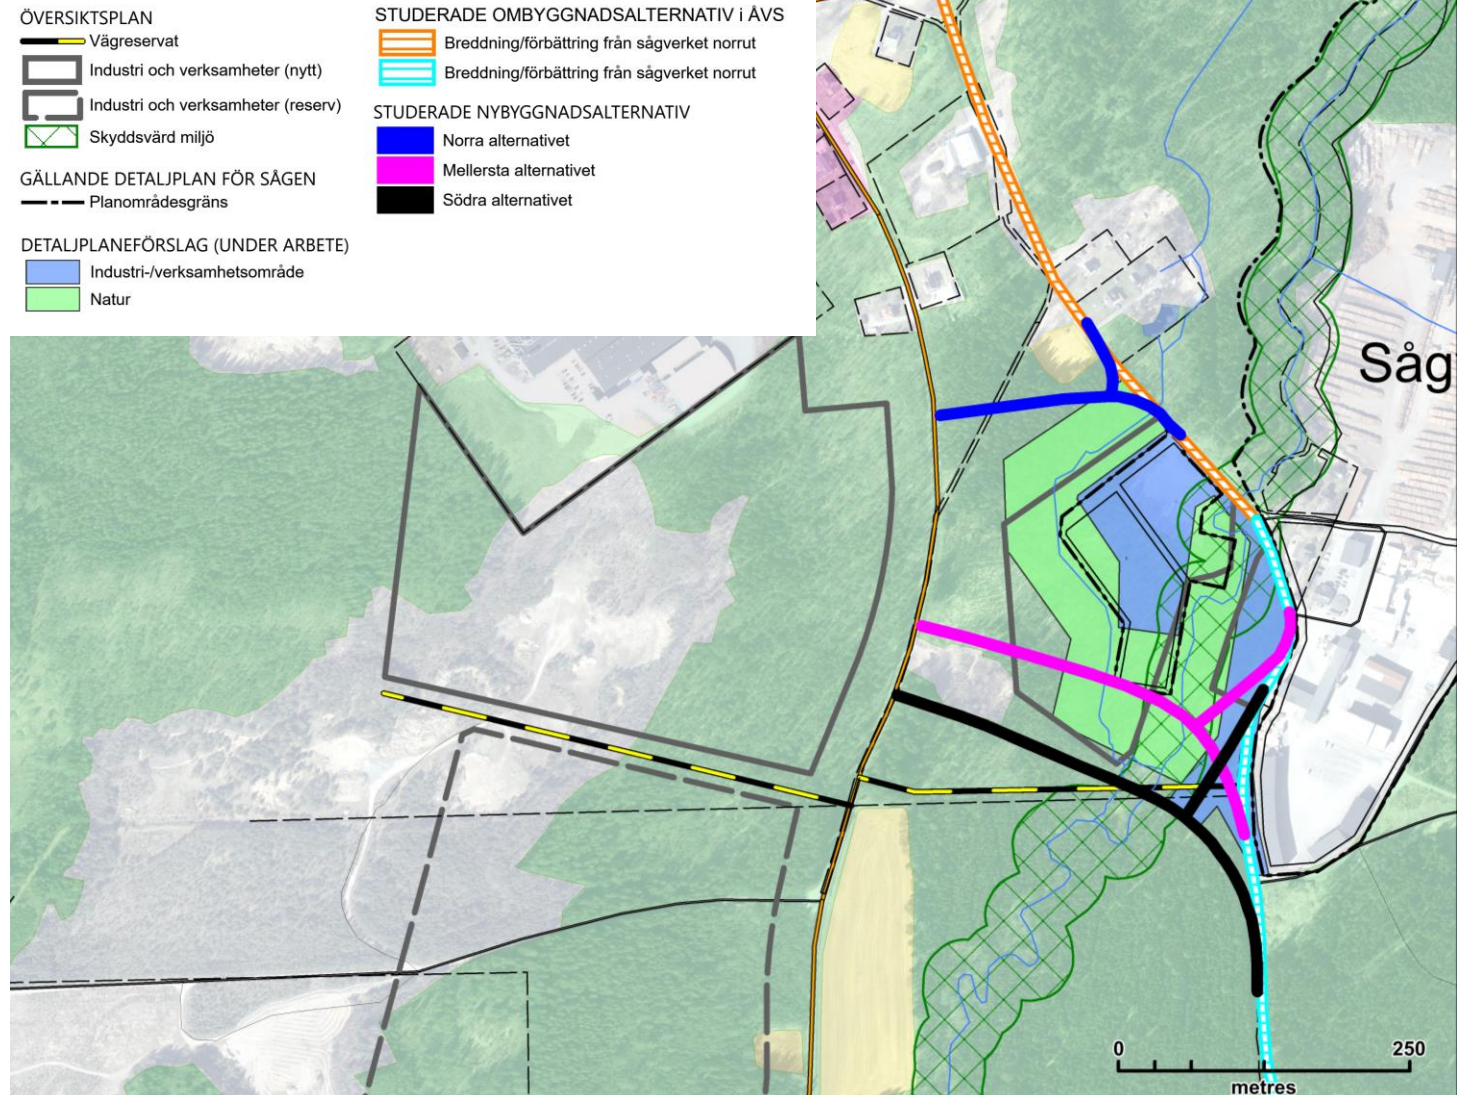 ÖVERSIKTSPLAN
Vägreservat
Industri och verksamheter (nytt)
Industri och verksamheter (reserv)
Skyddsvärd miljö
GÄLLANDE DETALJPLAN FÖR SÅGEN
Planområdesgräns
DETALJPLANEFÖRSLAG (UNDER ARBETE)
Industri-/verksamhetsområde
Natur
STUDERADE OMBYGGNADSALTERNATIV i ÅVS
Breddning/förbättring från sågverket norrut
Breddning/förbättring från sågverket norrut
STUDERADE NYBYGGNADSALTERNATIV
Norra alternativet
Mellersta alternativet
Södra alternativet
Såg
0 250
metres